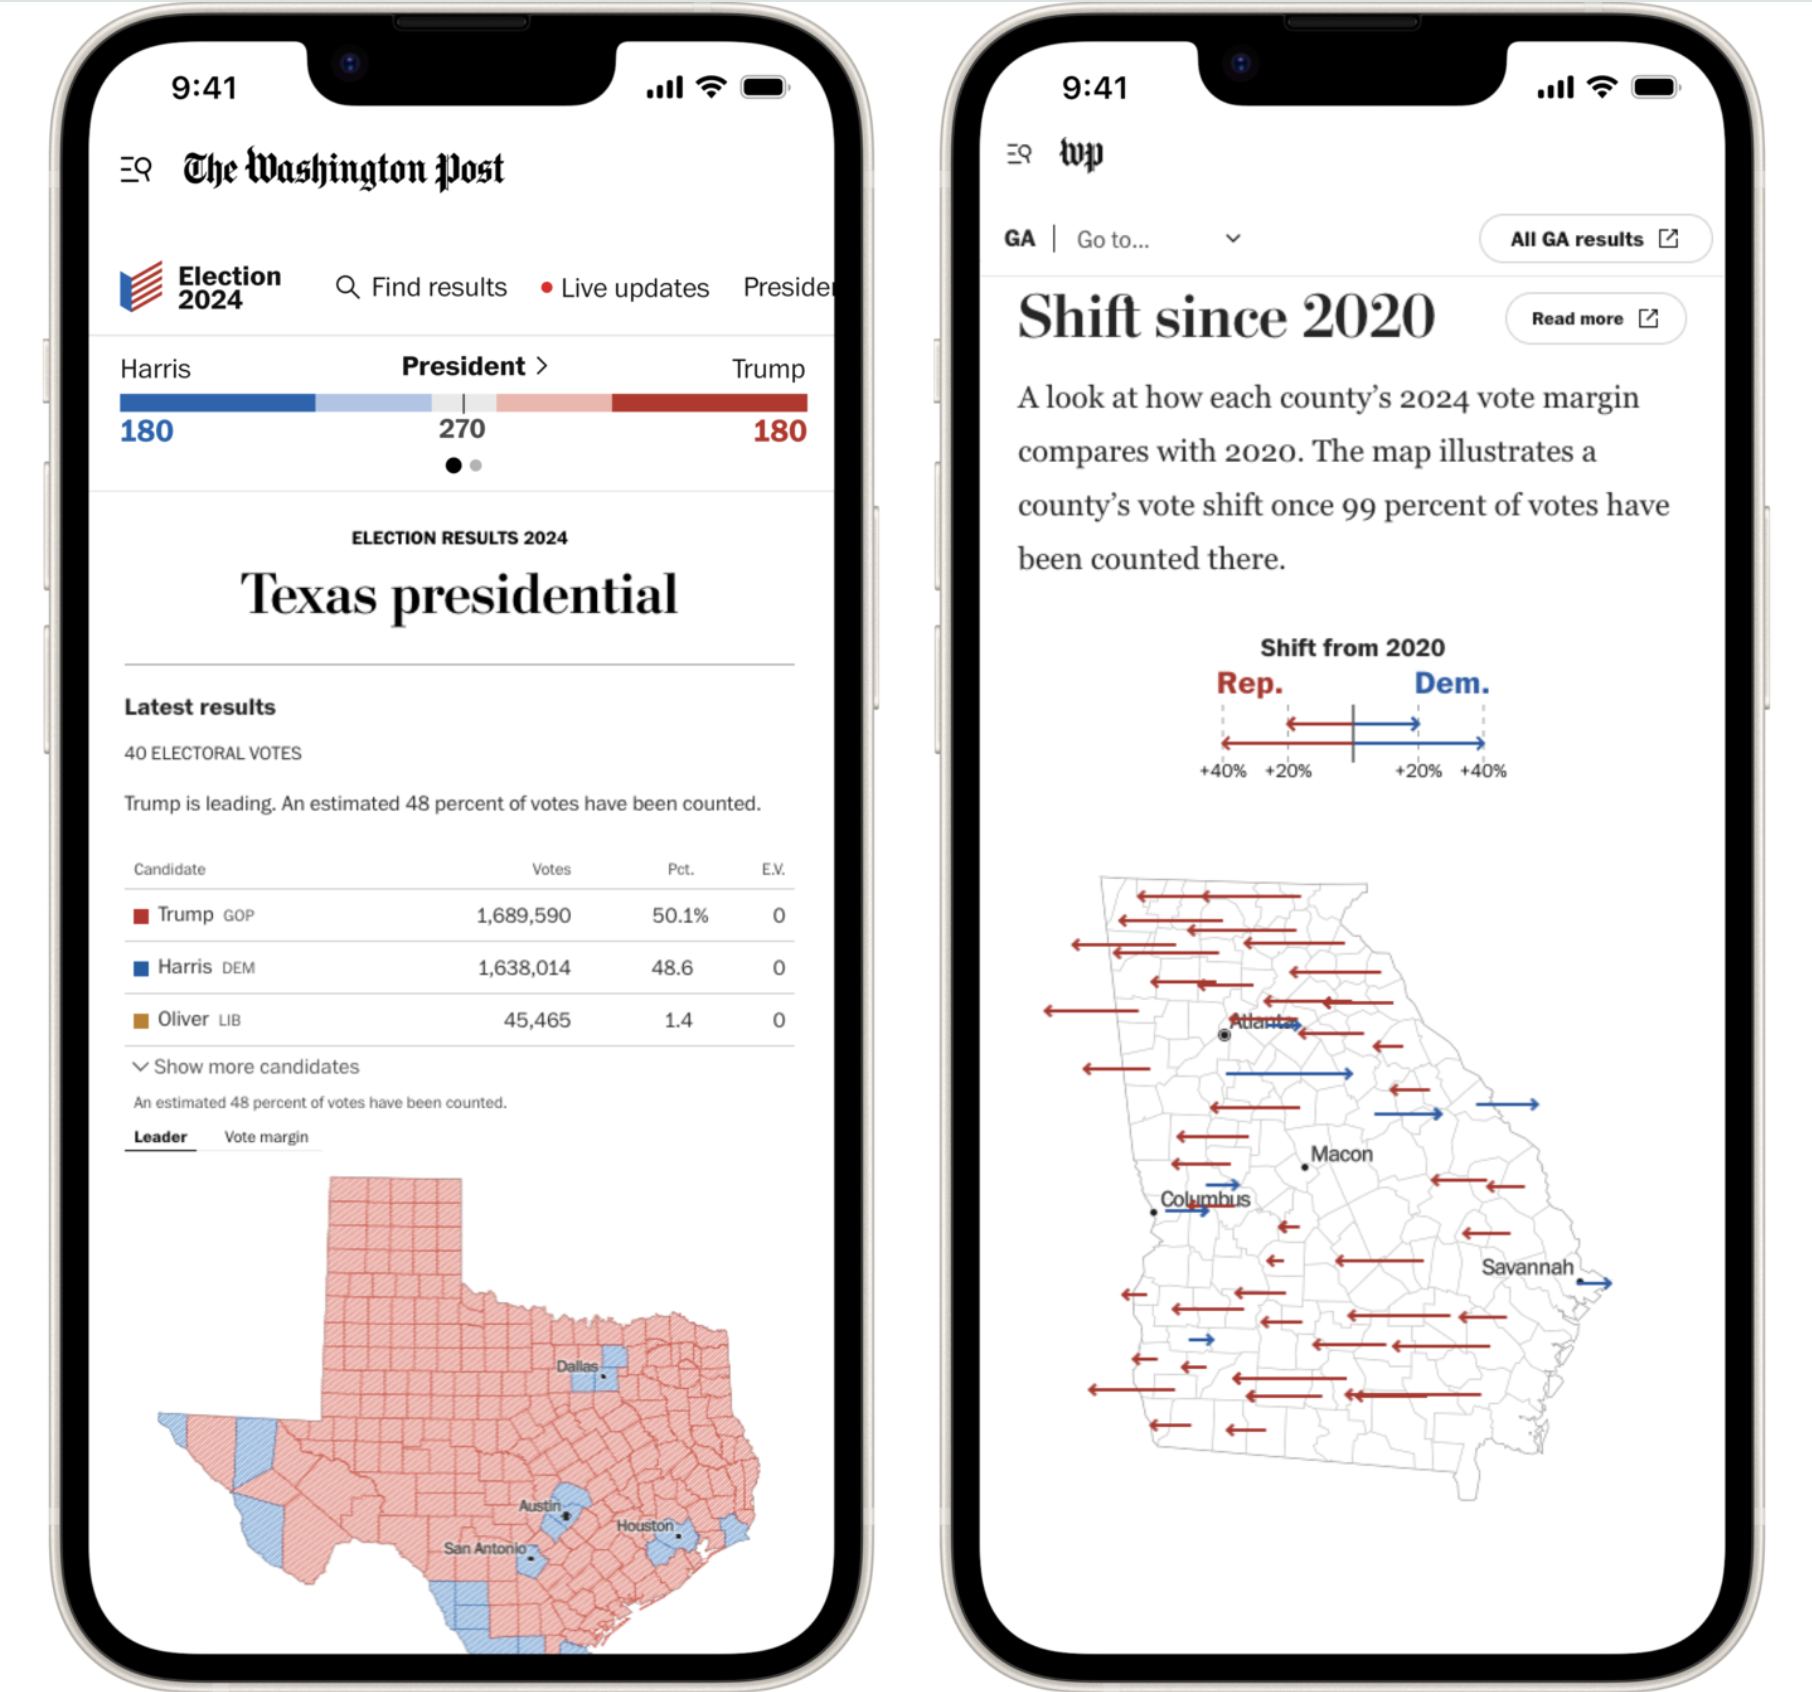 9:41
The Washington Post
Election
2024
Find results
Live updates
Presiden
Harris
President >
Trump
180
270
180
ELECTION RESULTS 2024
Texas presidential
Latest results
40 ELECTORAL VOTES
Trump is leading. An estimated 48 percent of votes have been counted.
Candidate Votes Pct. E.V.
Trump GOP 1,689,590 50.1% 0
Harris DEM 1,638,014 48.6 0
Oliver LIB 45,465 1.4 0
Show more candidates
An estimated 48 percent of votes have been counted.
Leader Vote margin
Dallas
Austin
Houston
San Antonio
9:41
wp
GA | Go to...
All GA results
Shift since 2020
Read more
A look at how each county’s 2024 vote margin
compares with 2020. The map illustrates a
county’s vote shift once 99 percent of votes have
been counted there.
Shift from 2020
Rep. Dem.
+40% +20% +20% +40%
Atlanta
Macon
Columbus
Savannah